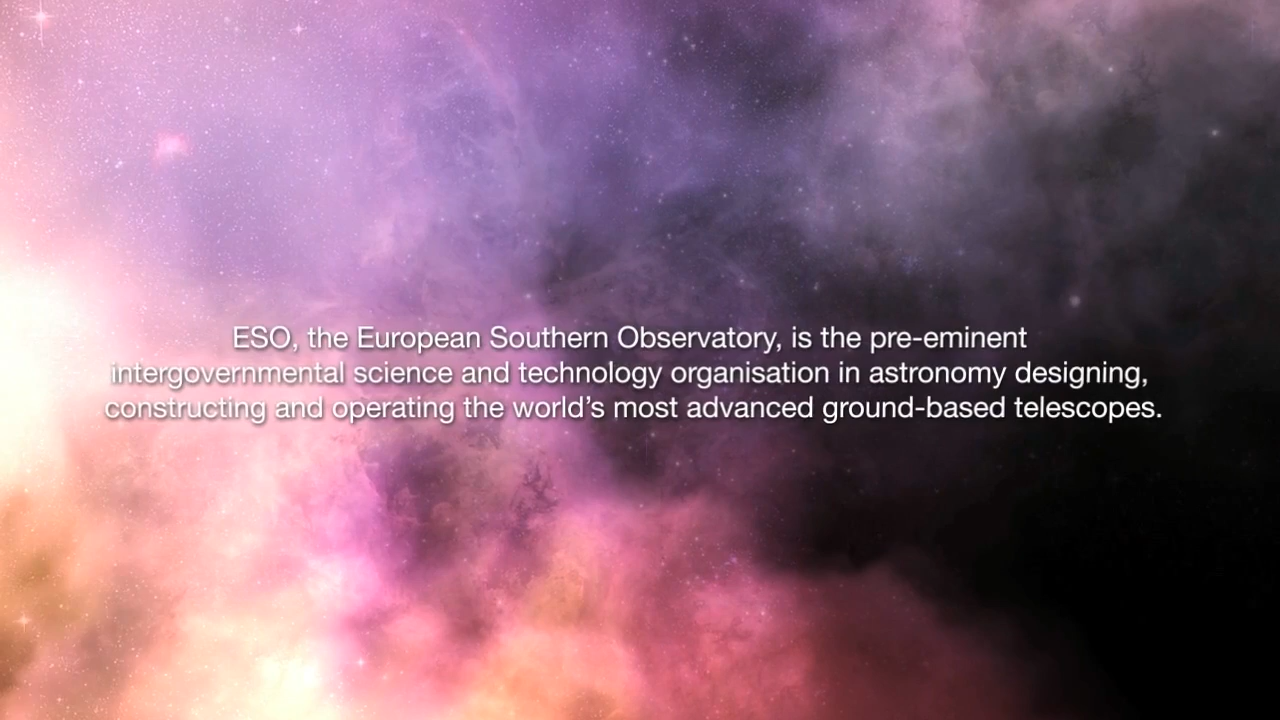 ESO, the European Southern Observatory, is the pre-eminent
intergovernmental science and technology organisation in astronomy designing,
constructing and operating the world’s most advanced ground-based telescopes.